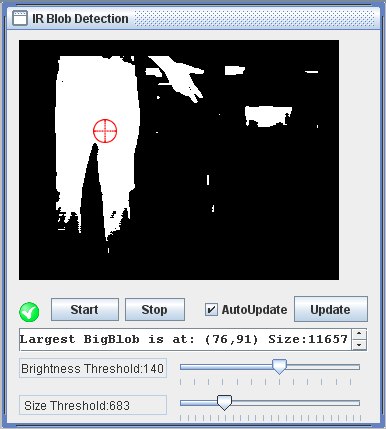 IR Blob Detection
Start Stop AutoUpdate Update
Largest BigBlob is at: (76,91) Size:11657
Brightness Threshold:140
Size Threshold:683